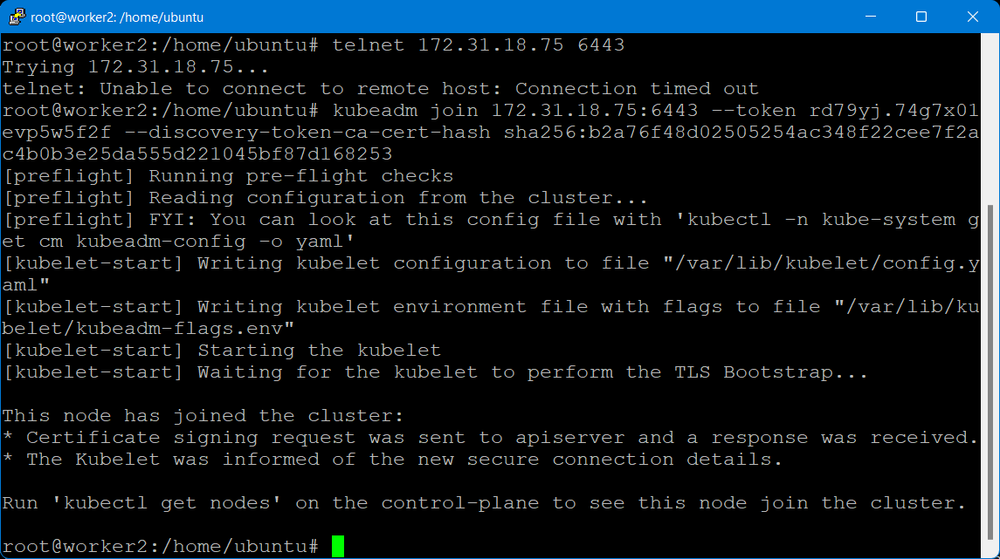 root@worker2: /home/ubuntu
root@worker2:/home/ubuntu# telnet 172.31.18.75 6443
Trying 172.31.18.75...
telnet: Unable to connect to remote host: Connection timed out
root@worker2:/home/ubuntu# kubeadm join 172.31.18.75:6443 --token rd79yj.74g7x01
evp5w5f2f --discovery-token-ca-cert-hash sha256:b2a76f48d02505254ac348f22cee7f2a
c4b0b3e25da555d221045bf87d168253
[preflight] Running pre-flight checks
[preflight] Reading configuration from the cluster...
[preflight] FYI: You can look at this config file with 'kubectl -n kube-system g
et cm kubeadm-config -o yaml'
[kubelet-start] Writing kubelet configuration to file "/var/lib/kubelet/config.y
aml"
[kubelet-start] Writing kubelet environment file with flags to file "/var/lib/ku
belet/kubeadm-flags.env"
[kubelet-start] Starting the kubelet
[kubelet-start] Waiting for the kubelet to perform the TLS Bootstrap...
This node has joined the cluster:
* Certificate signing request was sent to apiserver and a response was received.
* The Kubelet was informed of the new secure connection details.
Run 'kubectl get nodes' on the control-plane to see this node join the cluster.
root@worker2:/home/ubuntu#